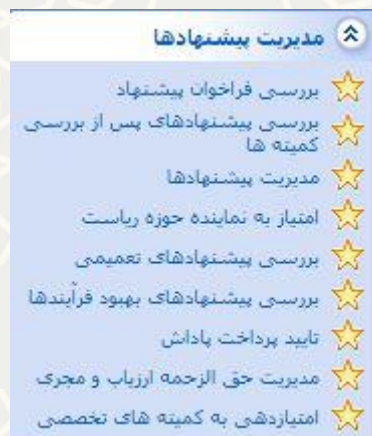 مدیریت پیشنهادها
بررسی فراخوان پیشنهاد
بررسی پیشنهادهای پس از بررسی
کمیته ها
مدیریت پیشنهادها
امتیاز به نماینده حوزه ریاست
بررسی پیشنهادهای تعمیمی
بررسی پیشنهادهای بهبود فرآیندها
تایید پرداخت پاداش
مدیریت حق الزحمه ارزیاب و مجری
امتیازدهی به کمیته های تخصصی